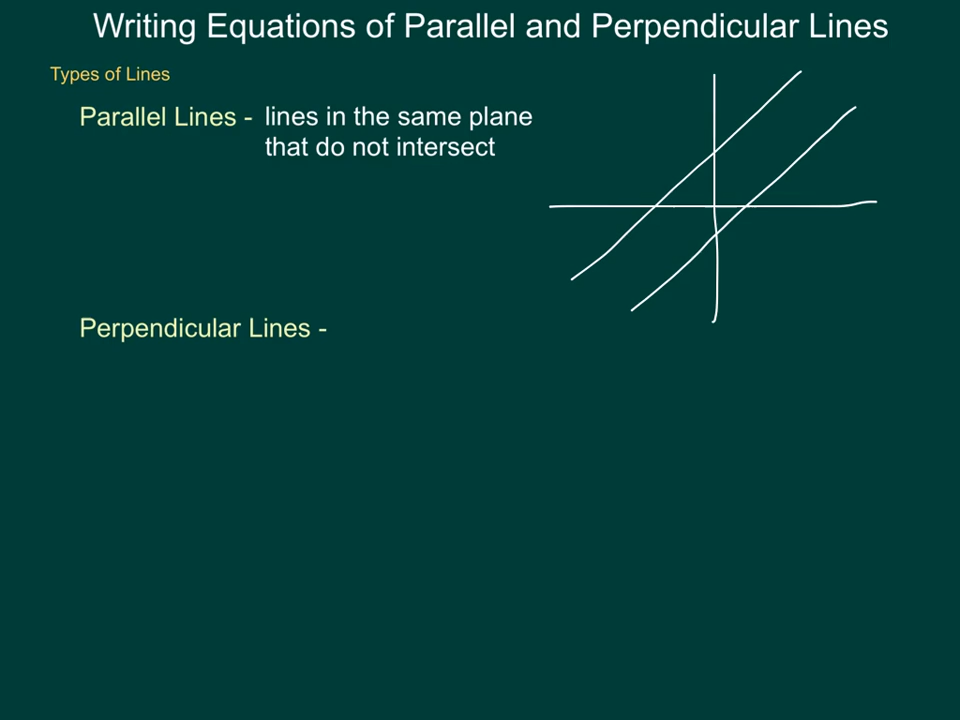 Writing Equations of Parallel and Perpendicular Lines
Types of Lines
Parallel Lines - lines in the same plane
that do not intersect
Perpendicular Lines -